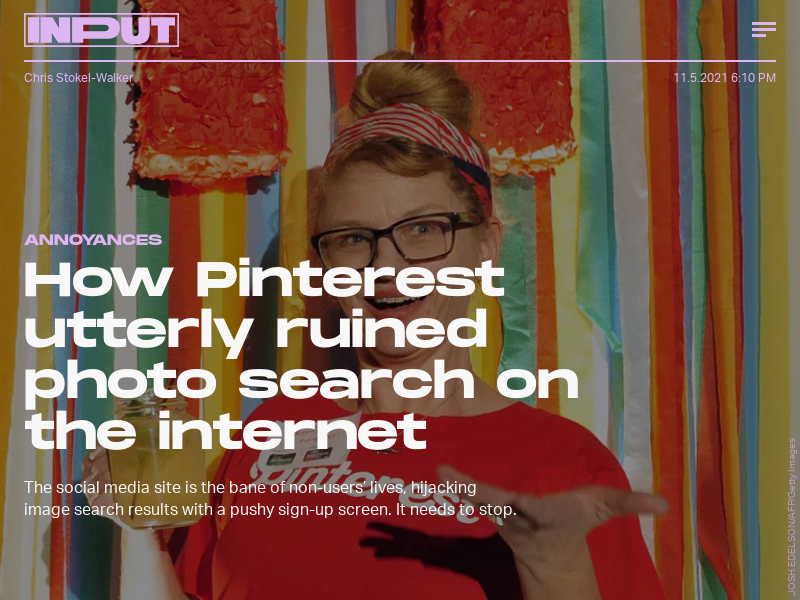 INPUT
Chris Stokel-Walker
11.5.2021 6:10 PM
ANNOYANCES
How Pinterest
utterly ruined
photo search on
the internet
Pinterest
The social media site is the bane of non-users’ lives, hijacking
image search results with a pushy sign-up screen. It needs to stop.
JOSH EDELSON/AFP/Getty Images